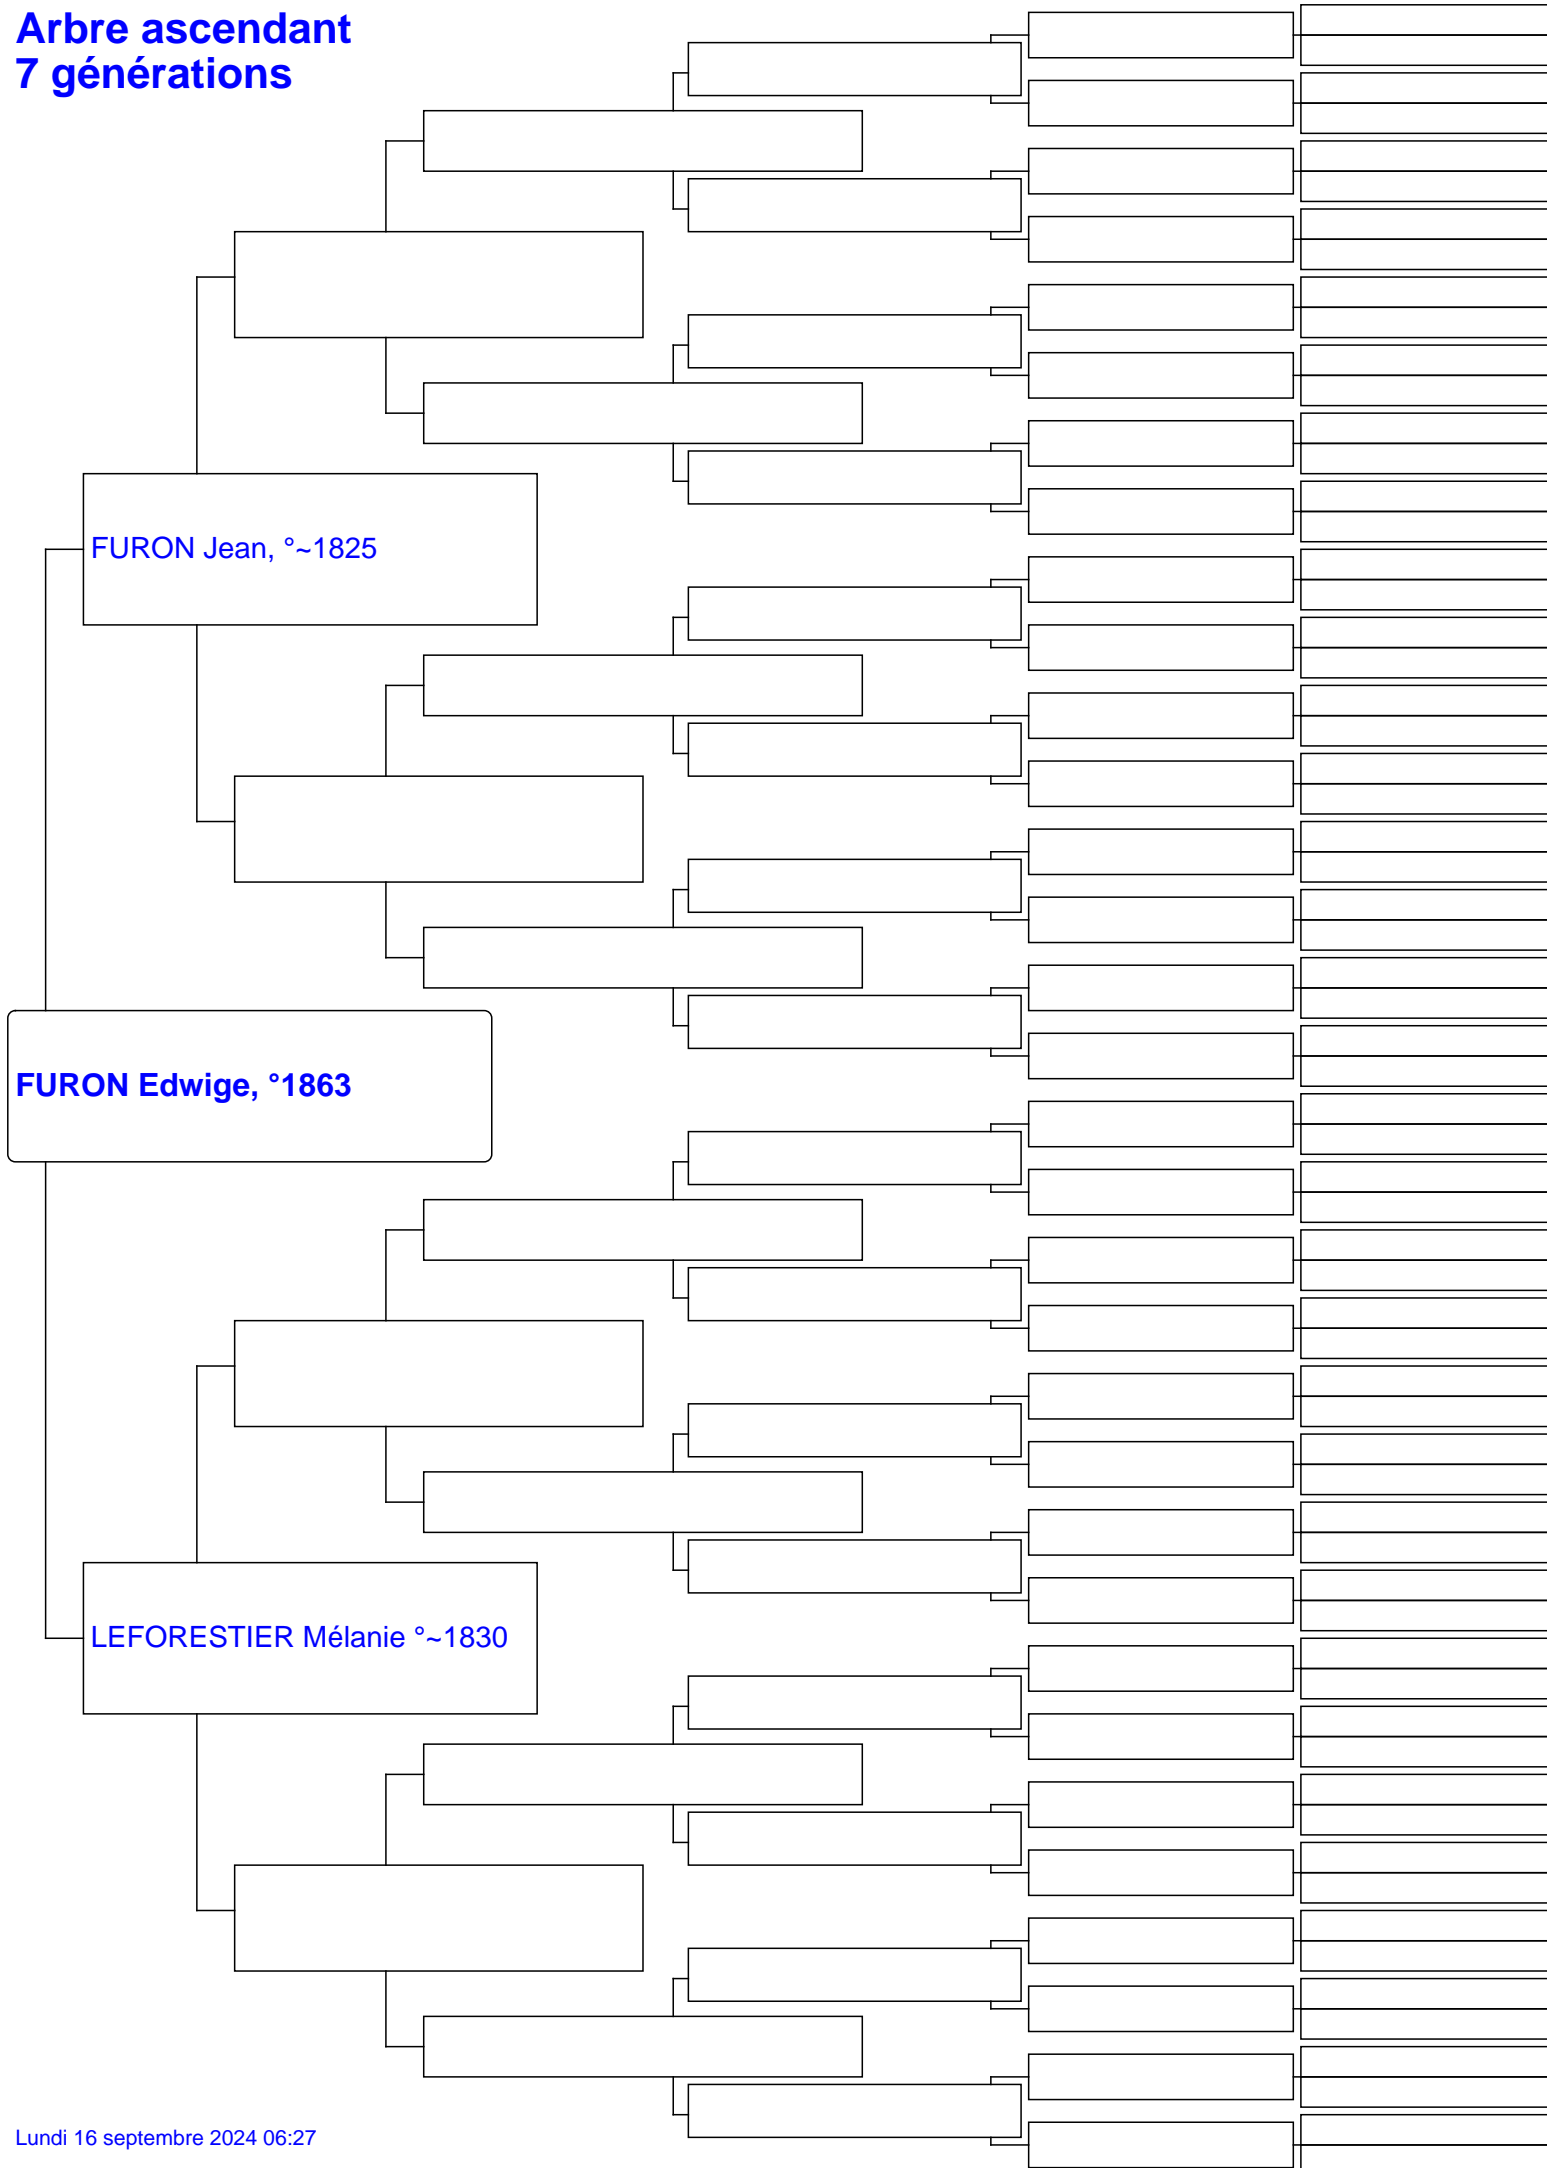 Arbre ascendant
7 générations
FURON Jean, °~1825
FURON Edwige, °1863
LEFORESTIER Mélanie °~1830
Lundi 16 septembre 2024 06:27